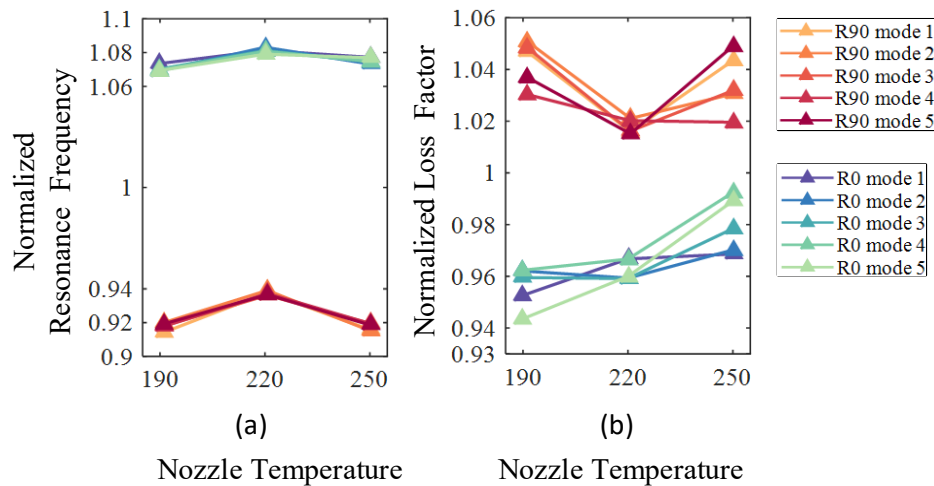 Normalized
Resonance Frequency
1.1
1.08
1.06
1
0.94
0.92
0.9
190 220 250
(a)
Nozzle Temperature
Normalized Loss Factor
1.06
1.04
1.02
1
0.98
0.96
0.94
0.93
190 220 250
(b)
Nozzle Temperature
R90 mode 1
R90 mode 2
R90 mode 3
R90 mode 4
R90 mode 5
R0 mode 1
R0 mode 2
R0 mode 3
R0 mode 4
R0 mode 5